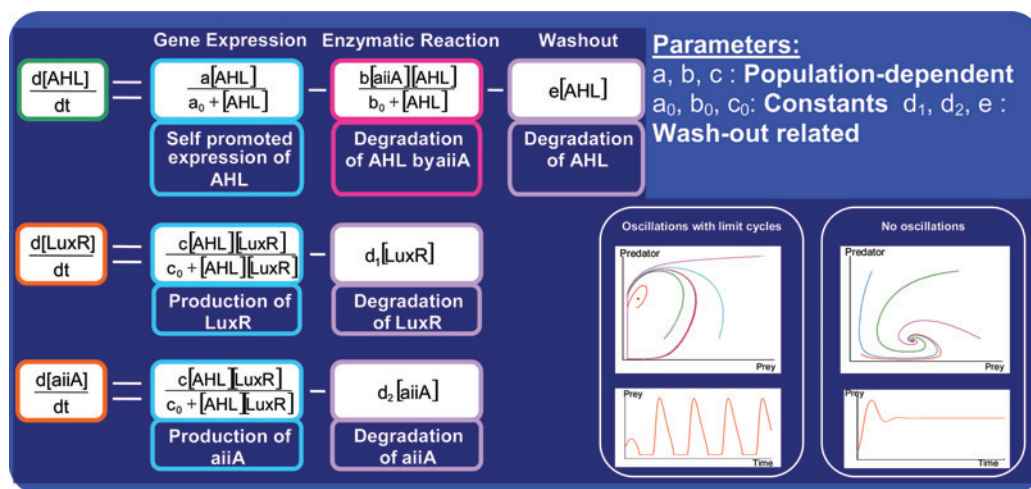 Gene Expression Enzymatic Reaction Washout
d[AHL]
dt
a[AHL]
a₀ + [AHL]
b[aiiA][AHL]
b₀ + [AHL]
e[AHL]
Self promoted
expression of
AHL
Degradation
of AHL byaiiA
Degradation
of AHL
Parameters:
a, b, c : Population-dependent
a₀, b₀, c₀: Constants d₁, d₂, e :
Wash-out related
d[LuxR]
dt
c[AHL][LuxR]
c₀ + [AHL][LuxR]
d₁[LuxR]
Production of
LuxR
Degradation
of LuxR
d[aiiA]
dt
c[AHL][LuxR]
c₀ + [AHL][LuxR]
d₂[aiiA]
Production of
aiiA
Degradation
of aiiA
Oscillations with limit cycles
Predator
Prey
Prey
Time
No oscillations
Predator
Prey
Prey
Time